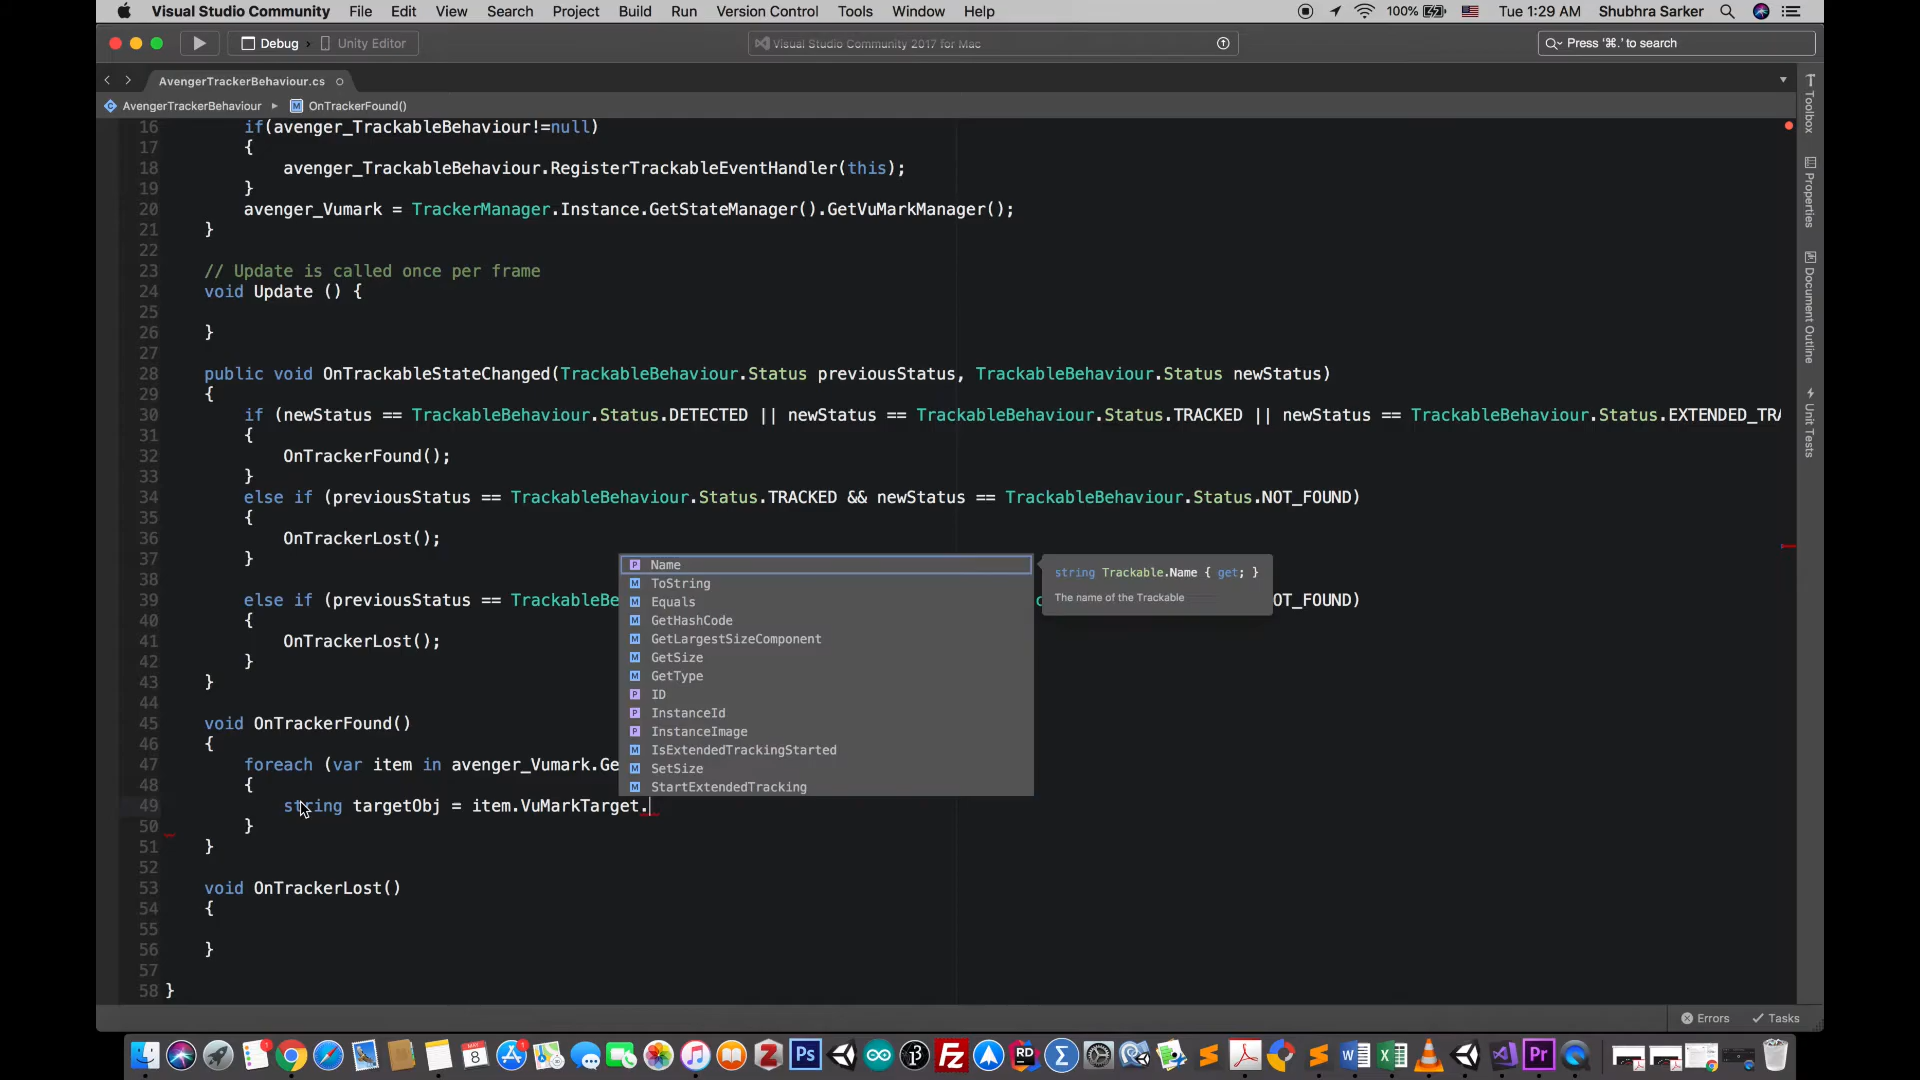 Visual Studio Community File Edit View Search Project Build Run Version Control Tools Window Help 100% Tue 1:29 AM Shubhra Sarker
Debug › Unity Editor Visual Studio Community 2017 for Mac Press '⌘.' to search
AvengerTrackerBehaviour.cs
AvengerTrackerBehaviour ▸ M OnTrackerFound()
16 if(avenger_TrackableBehaviour!=null)
17 {
18 avenger_TrackableBehaviour.RegisterTrackableEventHandler(this);
19 }
20 avenger_Vumark = TrackerManager.Instance.GetStateManager().GetVuMarkManager();
21 }
22
23 // Update is called once per frame
24 void Update () {
25
26 }
27
28 public void OnTrackableStateChanged(TrackableBehaviour.Status previousStatus, TrackableBehaviour.Status newStatus)
29 {
30 if (newStatus == TrackableBehaviour.Status.DETECTED || newStatus == TrackableBehaviour.Status.TRACKED || newStatus == TrackableBehaviour.Status.EXTENDED_TRA
31 {
32 OnTrackerFound();
33 }
34 else if (previousStatus == TrackableBehaviour.Status.TRACKED && newStatus == TrackableBehaviour.Status.NOT_FOUND)
35 {
36 OnTrackerLost();
37 }
38
39 else if (previousStatus == TrackableBe OT_FOUND)
40 {
41 OnTrackerLost();
42 }
43 }
44
45 void OnTrackerFound()
46 {
47 foreach (var item in avenger_Vumark.Ge
48 {
49 string targetObj = item.VuMarkTarget.
50 }
51 }
52
53 void OnTrackerLost()
54 {
55
56 }
57
58 }
P Name
M ToString
M Equals
M GetHashCode
M GetLargestSizeComponent
M GetSize
M GetType
P ID
P InstanceId
P InstanceImage
M IsExtendedTrackingStarted
M SetSize
M StartExtendedTracking
string Trackable.Name { get; }
The name of the Trackable
Toolbox
Properties
Document Outline
Unit Tests
Errors Tasks
1 MAY 8 Ps Z β Fz RD Σ W X Pr